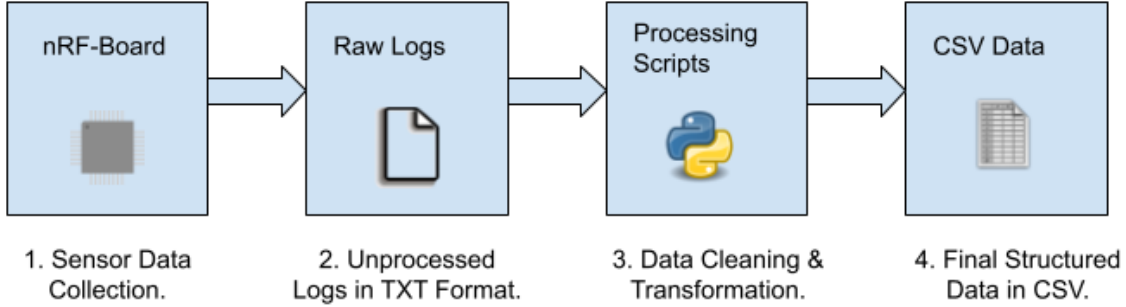 nRF-Board
Raw Logs
Processing
Scripts
CSV Data
1. Sensor Data
Collection.
2. Unprocessed
Logs in TXT Format.
3. Data Cleaning &
Transformation.
4. Final Structured
Data in CSV.